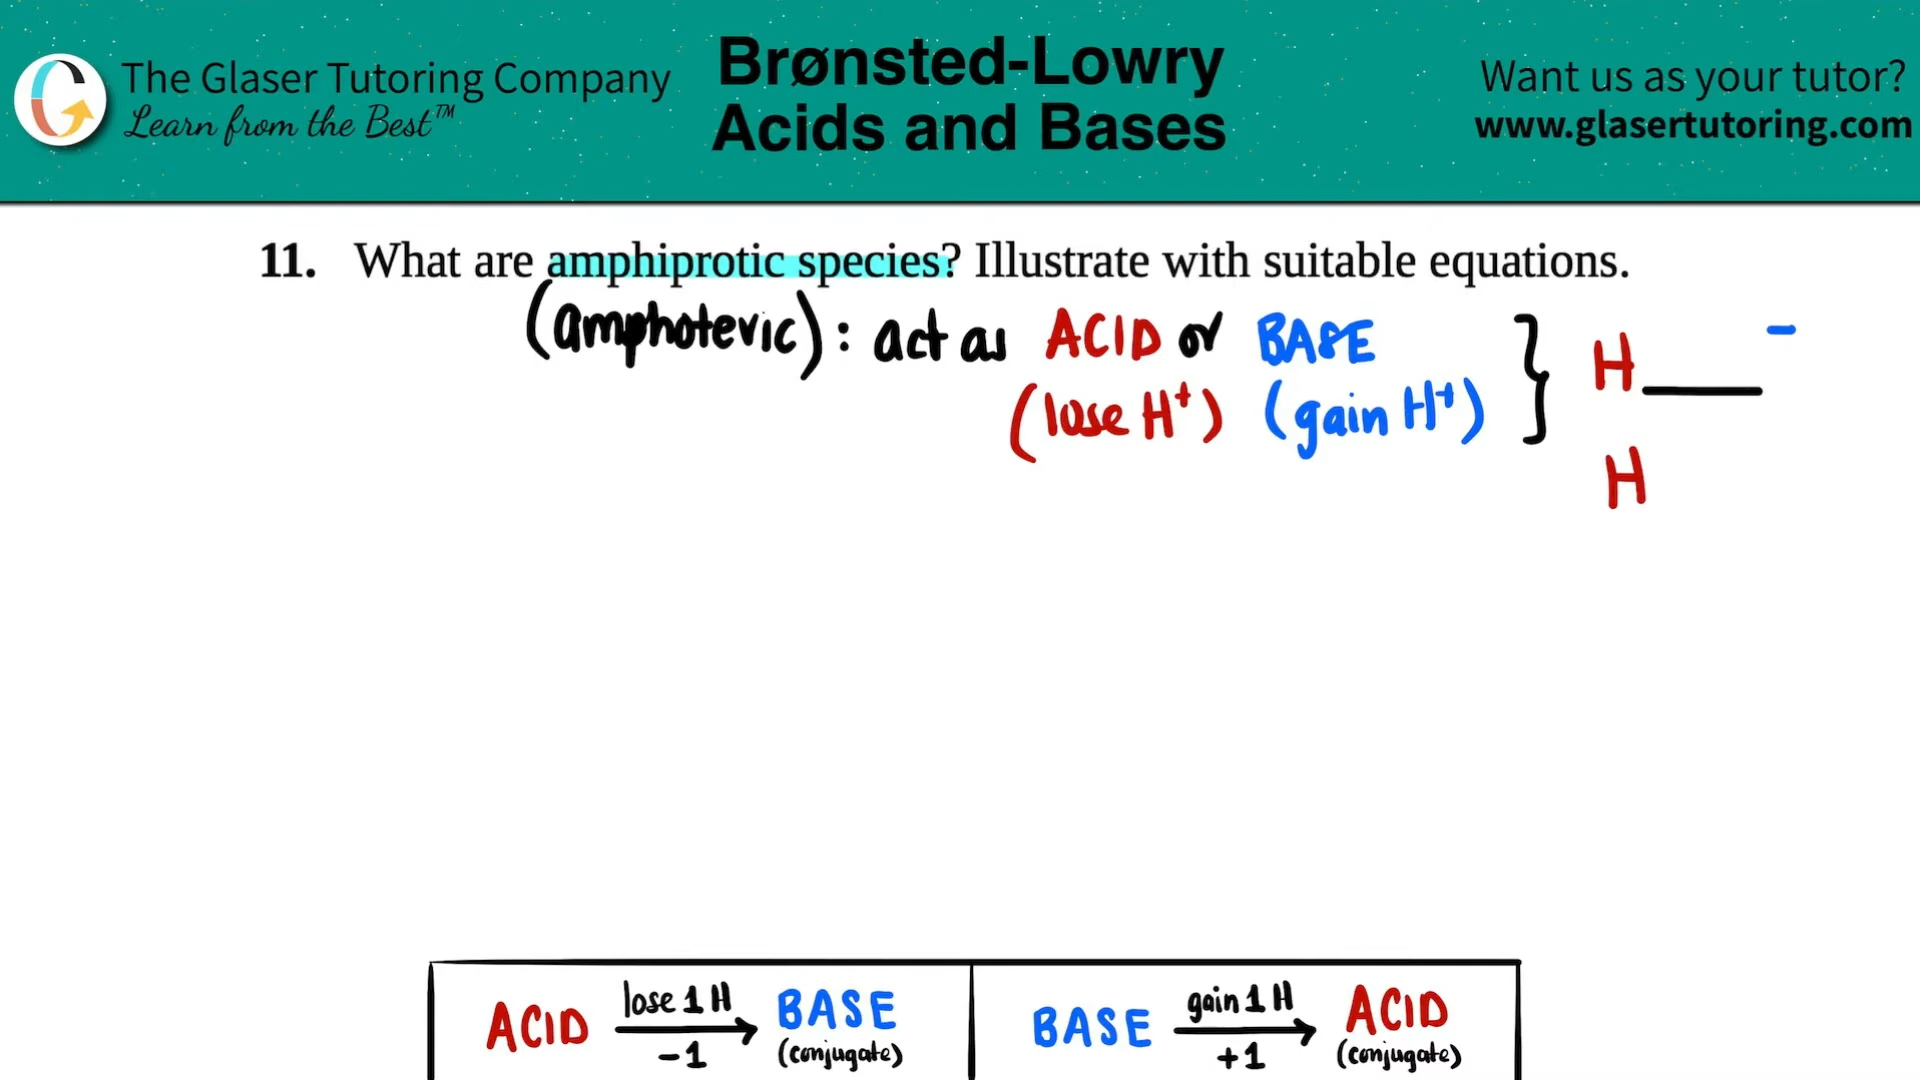 The Glaser Tutoring Company
Learn from the Best™
Brønsted-Lowry
Acids and Bases
Want us as your tutor?
www.glasertutoring.com
11. What are amphiprotic species? Illustrate with suitable equations.
(amphoteric): act as ACID or BASE } H___⁻
(lose H⁺) (gain H⁺)
H
ACID lose 1 H → −1 BASE (conjugate)
BASE gain 1 H → +1 ACID (conjugate)